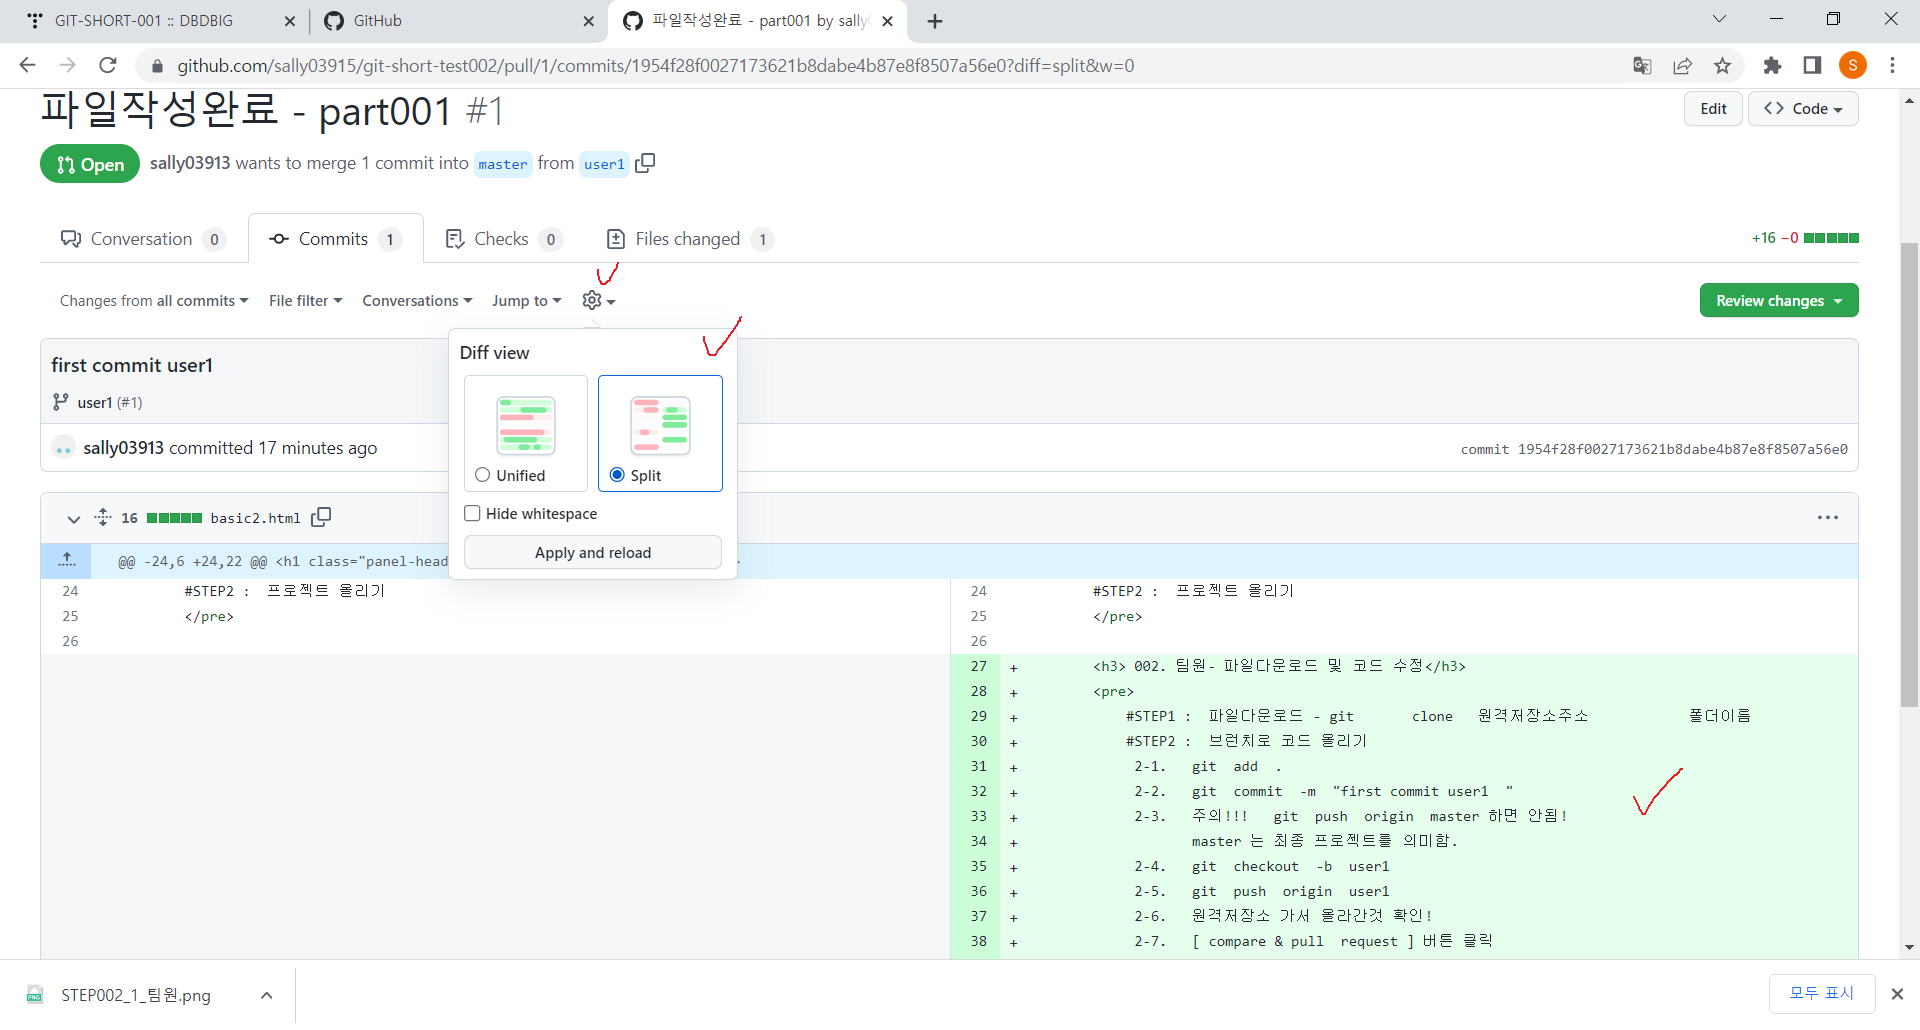 GIT-SHORT-001 :: DBDBIG
GitHub
파일작성완료 - part001 by sally
github.com/sally03915/git-short-test002/pull/1/commits/1954f28f0027173621b8dabe4b87e8f8507a56e0?diff=split&w=0
S
파일작성완료 - part001 #1
Edit
<> Code
Open
sally03913 wants to merge 1 commit into master from user1
Conversation 0
Commits 1
Checks 0
Files changed 1
+16 −0
Changes from all commits
File filter
Conversations
Jump to
Review changes
Diff view
Unified
Split
Hide whitespace
Apply and reload
first commit user1
user1 (#1)
sally03913 committed 17 minutes ago
commit 1954f28f0027173621b8dabe4b87e8f8507a56e0
16 basic2.html
@@ -24,6 +24,22 @@ <h1 class="panel-head
24 #STEP2 : 프로젝트 올리기
25 </pre>
26
24 #STEP2 : 프로젝트 올리기
25 </pre>
26
27 + <h3> 002. 팀원- 파일다운로드 및 코드 수정</h3>
28 + <pre>
29 + #STEP1 : 파일다운로드 - git clone 원격저장소주소 폴더이름
30 + #STEP2 : 브런치로 코드 올리기
31 + 2-1. git add .
32 + 2-2. git commit -m "first commit user1 "
33 + 2-3. 주의!!! git push origin master 하면 안됨!
34 + master 는 최종 프로젝트를 의미함.
35 + 2-4. git checkout -b user1
36 + 2-5. git push origin user1
37 + 2-6. 원격저장소 가서 올라간것 확인!
38 + 2-7. [ compare & pull request ] 버튼 클릭
PNG
STEP002_1_팀원.png
모두 표시